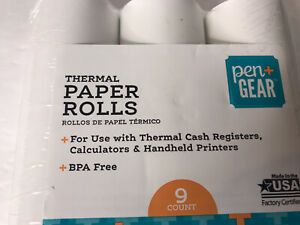 THERMAL
PAPER
ROLLS
ROLLOS DE PAPEL TÉRMICO
pen+
GEAR
+For Use with Thermal Cash Registers,
Calculators & Handheld Printers
+BPA Free
9
COUNT
Made in the
USA
Factory Certified